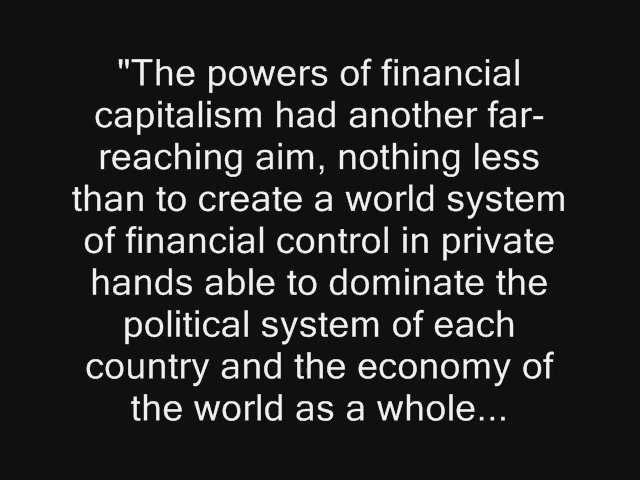 "The powers of financial
capitalism had another far-
reaching aim, nothing less
than to create a world system
of financial control in private
hands able to dominate the
political system of each
country and the economy of
the world as a whole...